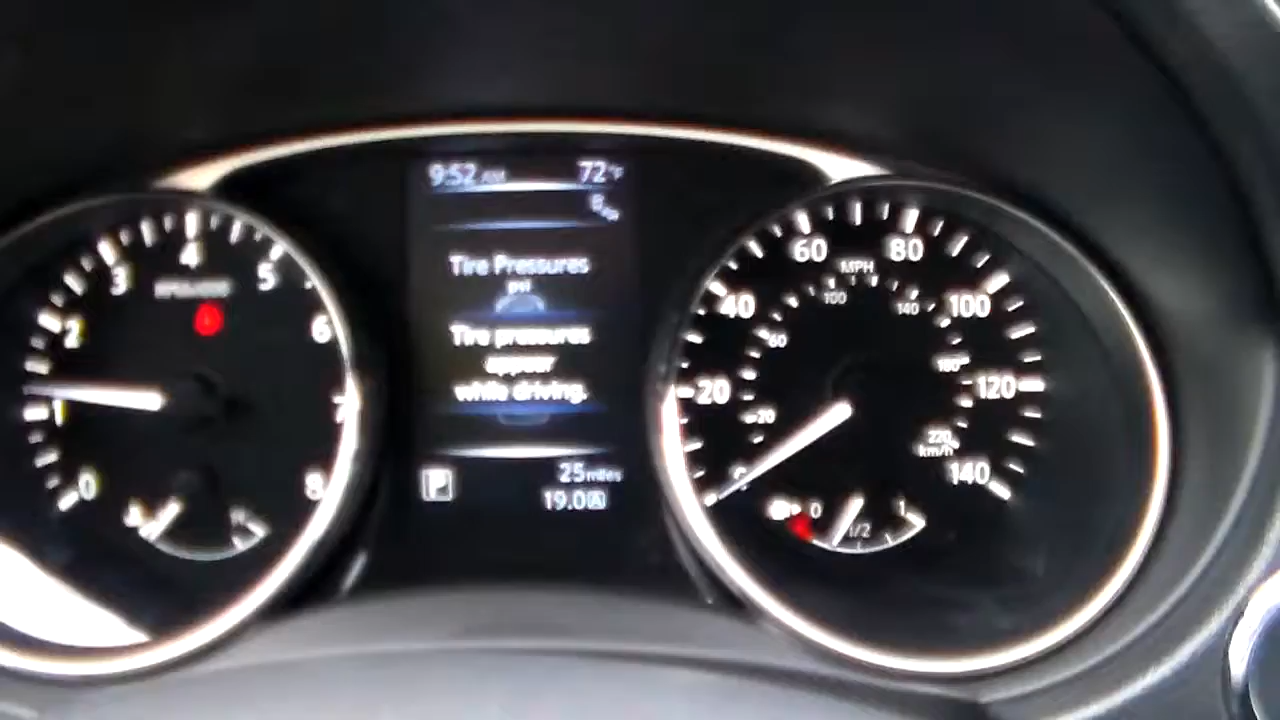 9:52 AM 72°F
Tire Pressures
psi
Tire pressures
appear
while driving.
P
25 miles
19.0 A
0
1
2
3
4
5
6
7
8
20
40
60
80
100
120
140
MPH
20
60
100
140
180
220
km/h
0
1/2
1